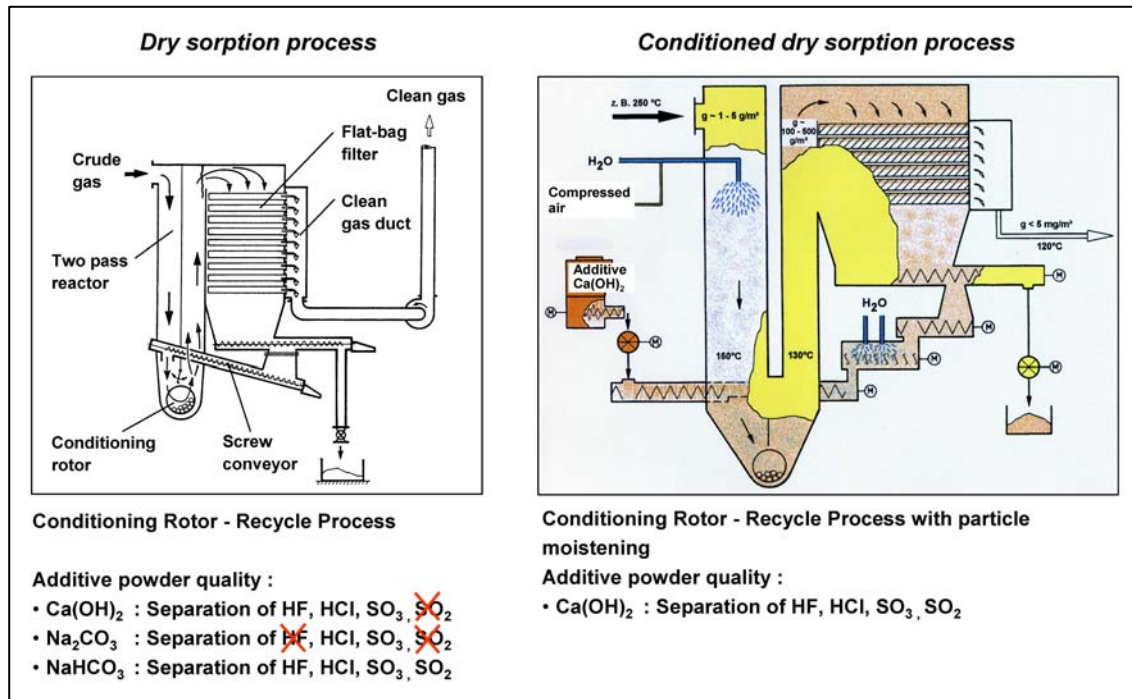 Dry sorption process
Clean gas
Flat-bag
filter
Crude
gas
Clean
gas duct
Two pass
reactor
Conditioning
rotor
Screw
conveyor
Conditioning Rotor - Recycle Process
Additive powder quality :
• Ca(OH)₂ : Separation of HF, HCl, SO₃, SO₂
• Na₂CO₃ : Separation of HF, HCl, SO₃, SO₂
• NaHCO₃ : Separation of HF, HCl, SO₃, SO₂
Conditioned dry sorption process
z. B. 250 °C
g ~ 1 - 5 g/m³
g ~
100 - 500
g/m³
H₂O
Compressed
air
g < 5 mg/m³
120°C
Additive
Ca(OH)₂
M
M
H₂O
M
M
M
M
M
160°C
130°C
Conditioning Rotor - Recycle Process with particle
moistening
Additive powder quality :
• Ca(OH)₂ : Separation of HF, HCl, SO₃, SO₂